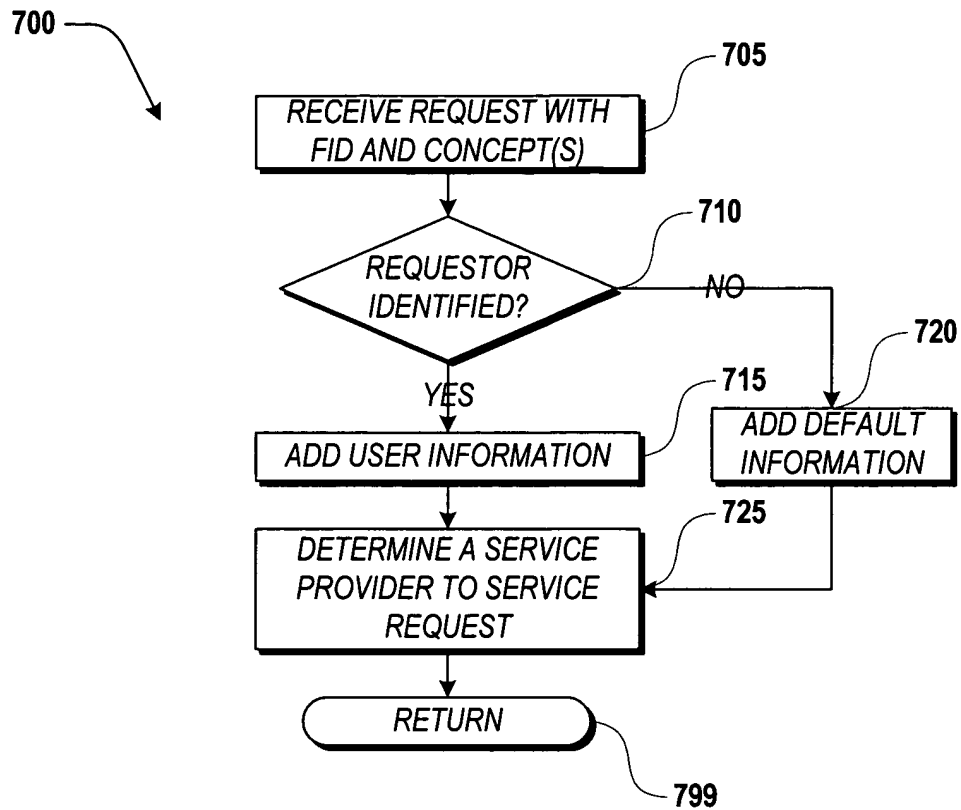 700
705
RECEIVE REQUEST WITH
FID AND CONCEPT(S)
710
REQUESTOR
IDENTIFIED?
NO
720
YES
715
ADD USER INFORMATION
ADD DEFAULT
INFORMATION
725
DETERMINE A SERVICE
PROVIDER TO SERVICE
REQUEST
RETURN
799